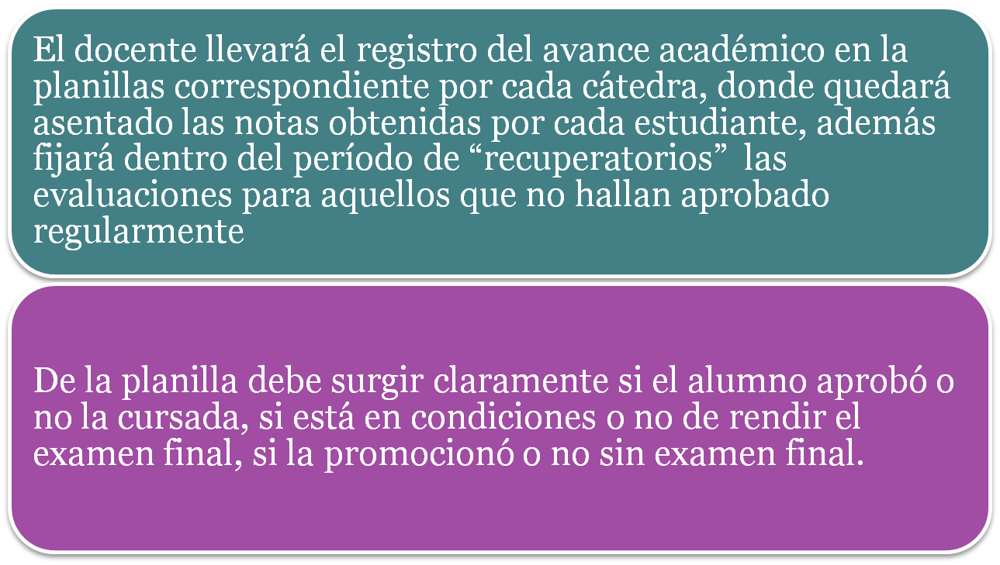 El docente llevará el registro del avance académico en la
planillas correspondiente por cada cátedra, donde quedará
asentado las notas obtenidas por cada estudiante, además
fijará dentro del período de “recuperatorios”  las
evaluaciones para aquellos que no hallan aprobado
regularmente
De la planilla debe surgir claramente si el alumno aprobó o
no la cursada, si está en condiciones o no de rendir el
examen final, si la promocionó o no sin examen final.